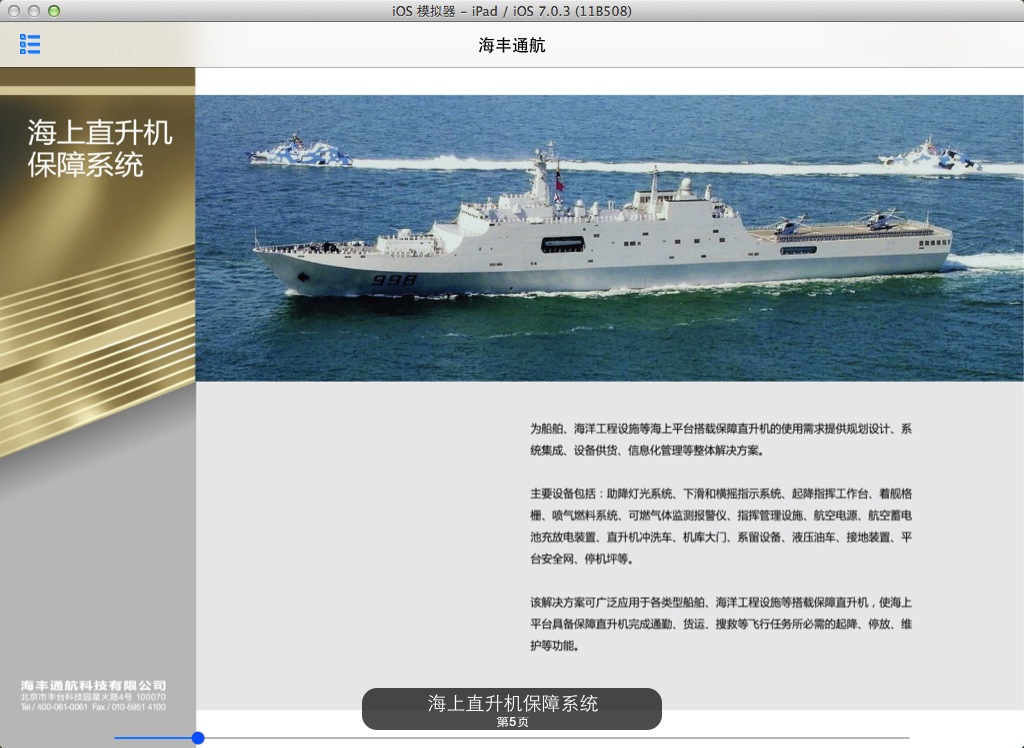 iOS 模拟器 – iPad / iOS 7.0.3 (11B508)
海丰通航
海上直升机
保障系统
998
为船舶、海洋工程设施等海上平台搭载保障直升机的使用需求提供规划设计、系
统集成、设备供货、信息化管理等整体解决方案。
主要设备包括：助降灯光系统、下滑和横摇指示系统、起降指挥工作台、着舰格
栅、喷气燃料系统、可燃气体监测报警仪、指挥管理设施、航空电源、航空蓄电
池充放电装置、直升机冲洗车、机库大门、系留设备、液压油车、接地装置、平
台安全网、停机坪等。
该解决方案可广泛应用于各类型船舶、海洋工程设施等搭载保障直升机，使海上
平台具备保障直升机完成通勤、货运、搜救等飞行任务所必需的起降、停放、维
护等功能。
海丰通航科技有限公司
北京市丰台科技园星火路4号 100070
Tel / 400-061-0061 Fax / 010-5951 4100
海上直升机保障系统
第5页